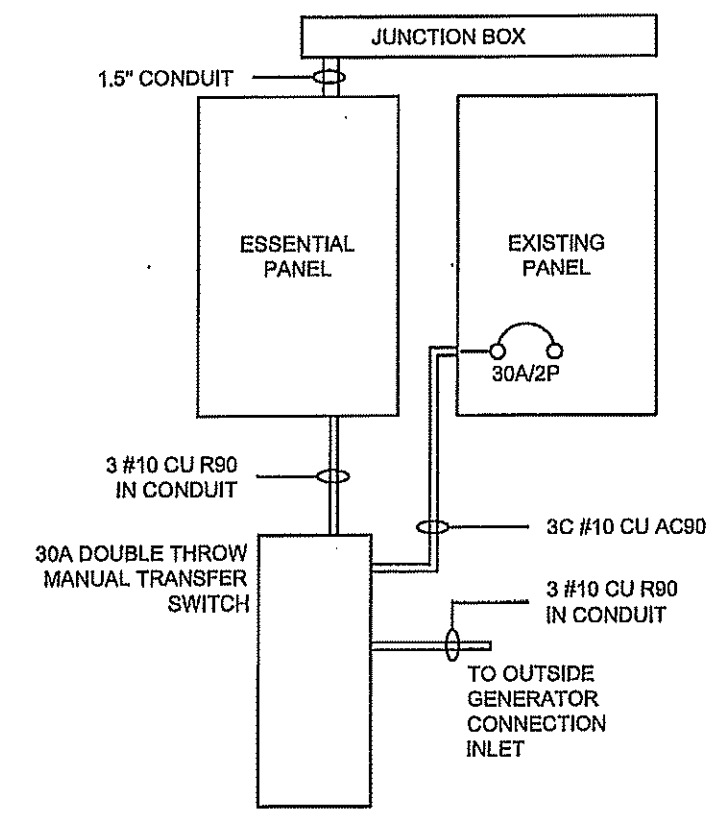 JUNCTION BOX
1.5" CONDUIT
ESSENTIAL
PANEL
EXISTING
PANEL
30A/2P
3 #10 CU R90
IN CONDUIT
3C #10 CU AC90
30A DOUBLE THROW
MANUAL TRANSFER
SWITCH
3 #10 CU R90
IN CONDUIT
TO OUTSIDE
GENERATOR
CONNECTION
INLET